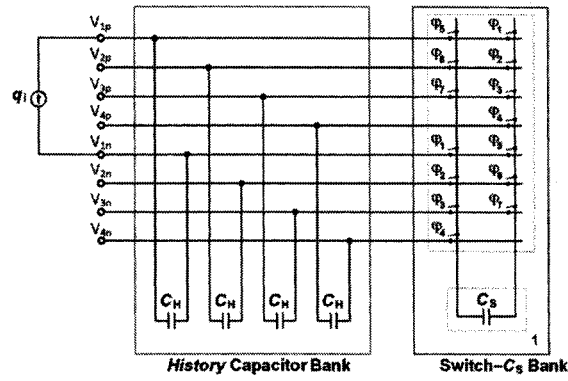 V1p φ5 φ1
V2p φ6 φ2
V3p φ7 φ3
V4p φ4
qi
V1n φ1 φ5
V2n φ2 φ6
V3n φ3 φ7
V4n φ4
CH CH CH CH CS
1
History Capacitor Bank Switch–CS Bank